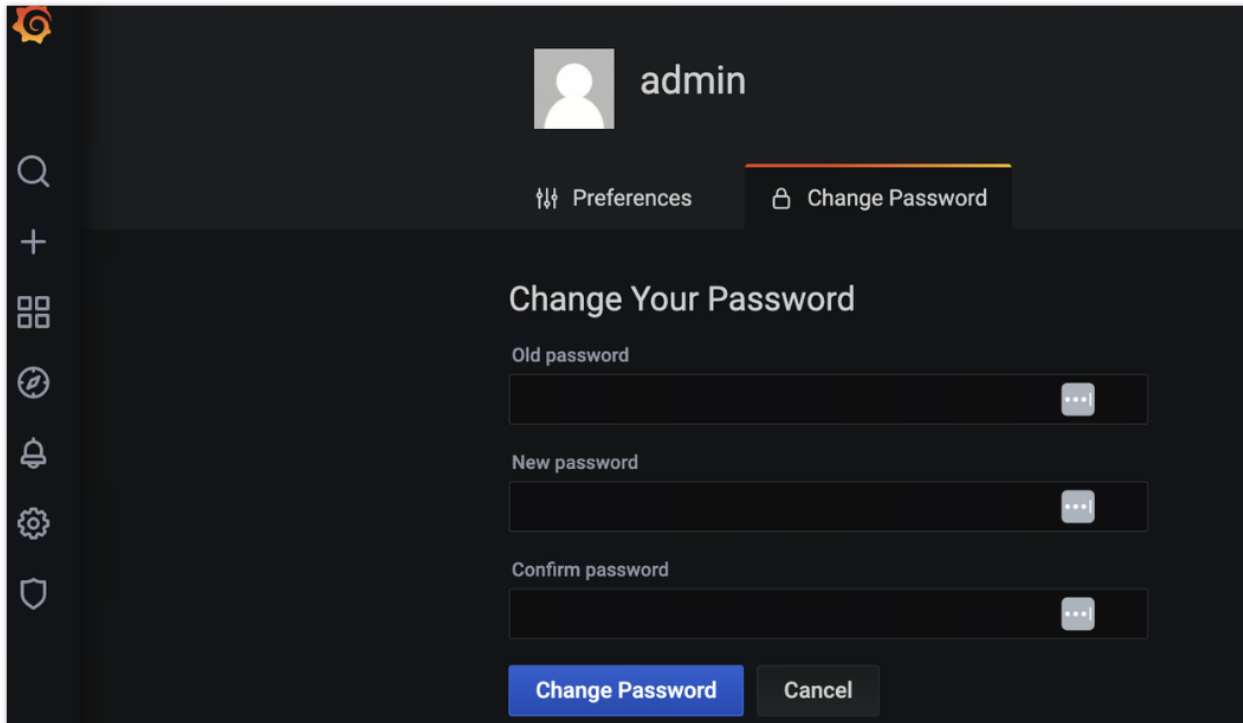 admin
Preferences
Change Password
Change Your Password
Old password
New password
Confirm password
Change Password
Cancel